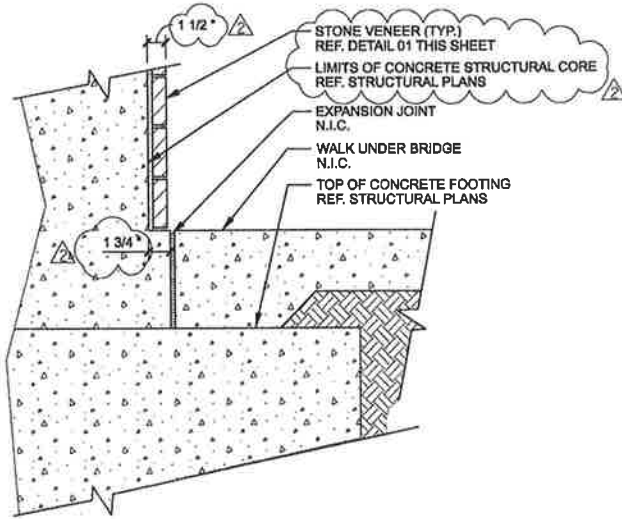 1 1/2 "
2
STONE VENEER (TYP.)
REF. DETAIL 01 THIS SHEET
LIMITS OF CONCRETE STRUCTURAL CORE
REF. STRUCTURAL PLANS
2
EXPANSION JOINT
N.I.C.
WALK UNDER BRIDGE
N.I.C.
TOP OF CONCRETE FOOTING
REF. STRUCTURAL PLANS
2
1 3/4 "